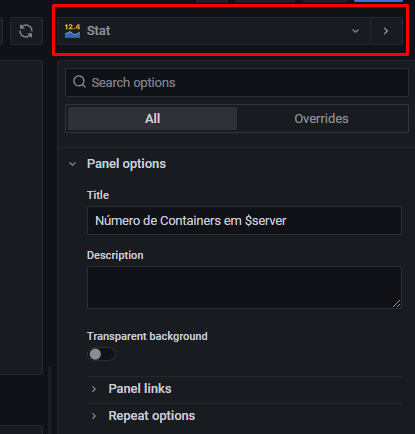 12.4
Stat
Search options
All Overrides
Panel options
Title
Número de Containers em $server
Description
Transparent background
Panel links
Repeat options